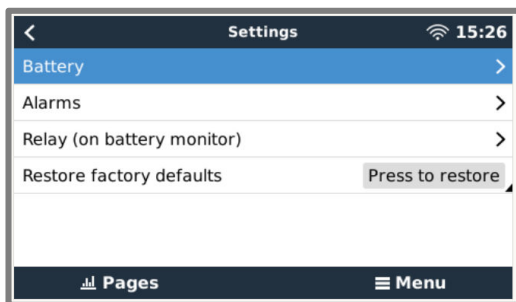 Settings 15:26
Battery
Alarms
Relay (on battery monitor)
Restore factory defaults Press to restore
Pages Menu